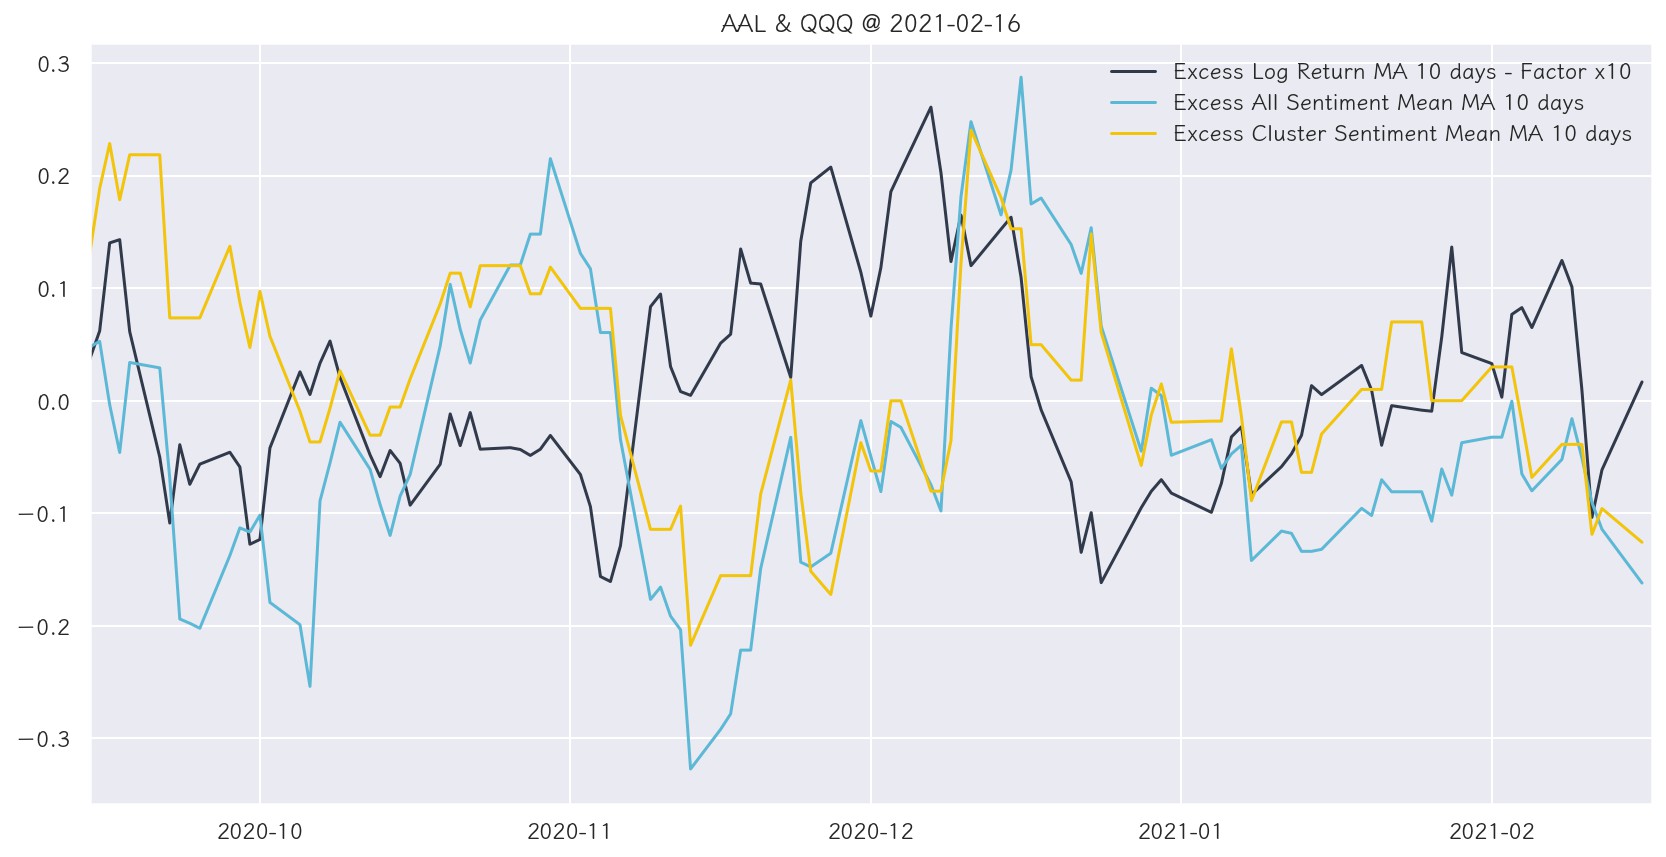 AAL & QQQ @ 2021-02-16
Excess Log Return MA 10 days - Factor x10
Excess All Sentiment Mean MA 10 days
Excess Cluster Sentiment Mean MA 10 days
0.3
0.2
0.1
0.0
−0.1
−0.2
−0.3
2020-10 2020-11 2020-12 2021-01 2021-02